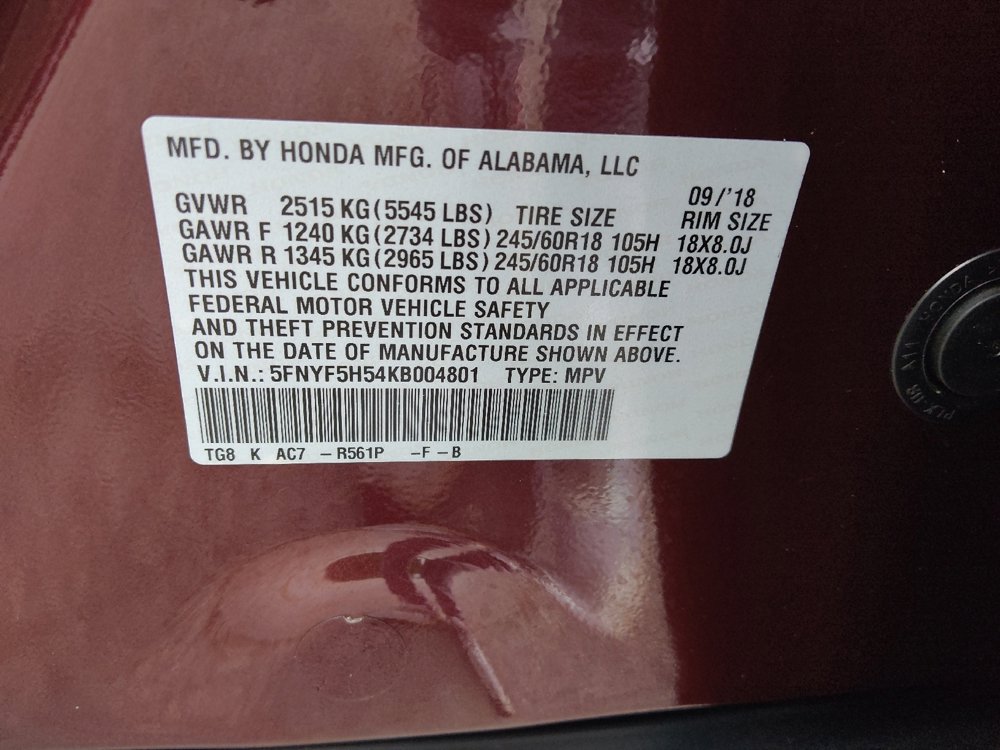 MFD. BY HONDA MFG. OF ALABAMA, LLC
09/'18
GVWR 2515 KG (5545 LBS) TIRE SIZE RIM SIZE
GAWR F 1240 KG (2734 LBS) 245/60R18 105H 18X8.0J
GAWR R 1345 KG (2965 LBS) 245/60R18 105H 18X8.0J
THIS VEHICLE CONFORMS TO ALL APPLICABLE
FEDERAL MOTOR VEHICLE SAFETY
AND THEFT PREVENTION STANDARDS IN EFFECT
ON THE DATE OF MANUFACTURE SHOWN ABOVE.
V.I.N.: 5FNYF5H54KB004801 TYPE: MPV
TG8 K AC7 -R561P -F-B
A11 HONDA